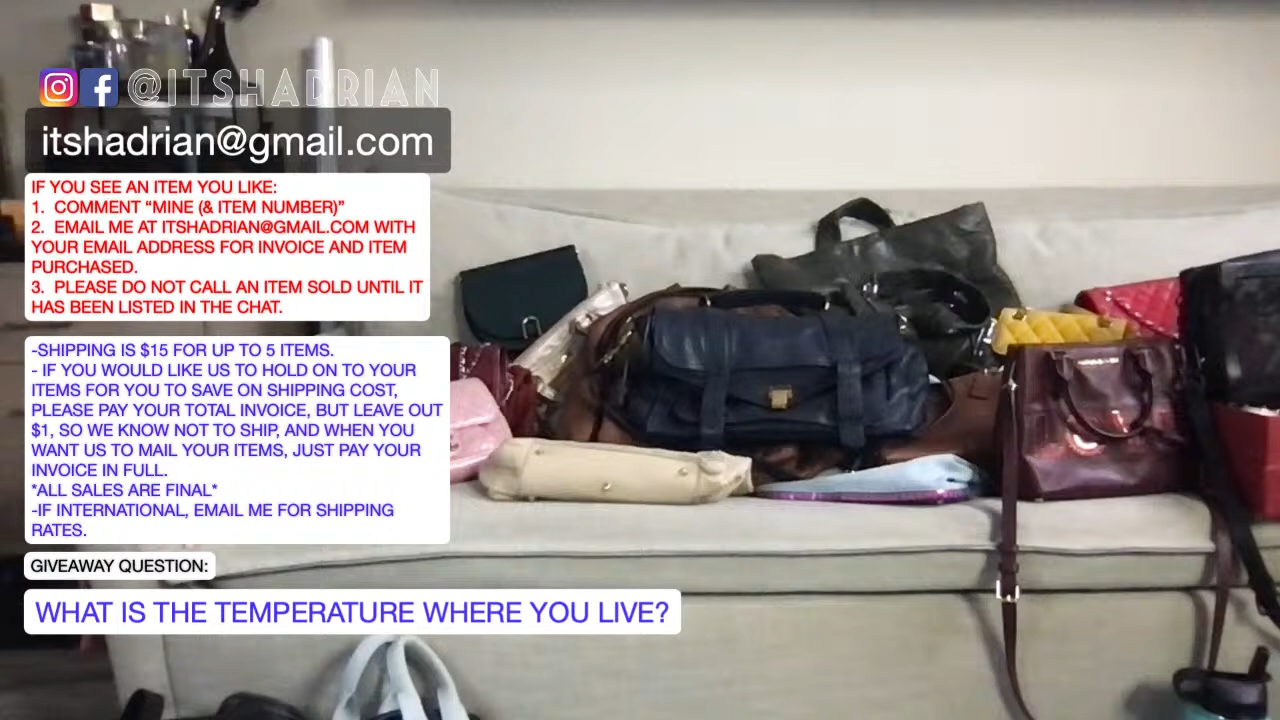 @ITSHADRIAN
itshadrian@gmail.com
IF YOU SEE AN ITEM YOU LIKE:
1. COMMENT “MINE (& ITEM NUMBER)”
2. EMAIL ME AT ITSHADRIAN@GMAIL.COM WITH
YOUR EMAIL ADDRESS FOR INVOICE AND ITEM
PURCHASED.
3. PLEASE DO NOT CALL AN ITEM SOLD UNTIL IT
HAS BEEN LISTED IN THE CHAT.
-SHIPPING IS $15 FOR UP TO 5 ITEMS.
- IF YOU WOULD LIKE US TO HOLD ON TO YOUR
ITEMS FOR YOU TO SAVE ON SHIPPING COST,
PLEASE PAY YOUR TOTAL INVOICE, BUT LEAVE OUT
$1, SO WE KNOW NOT TO SHIP, AND WHEN YOU
WANT US TO MAIL YOUR ITEMS, JUST PAY YOUR
INVOICE IN FULL.
*ALL SALES ARE FINAL*
-IF INTERNATIONAL, EMAIL ME FOR SHIPPING
RATES.
GIVEAWAY QUESTION:
WHAT IS THE TEMPERATURE WHERE YOU LIVE?